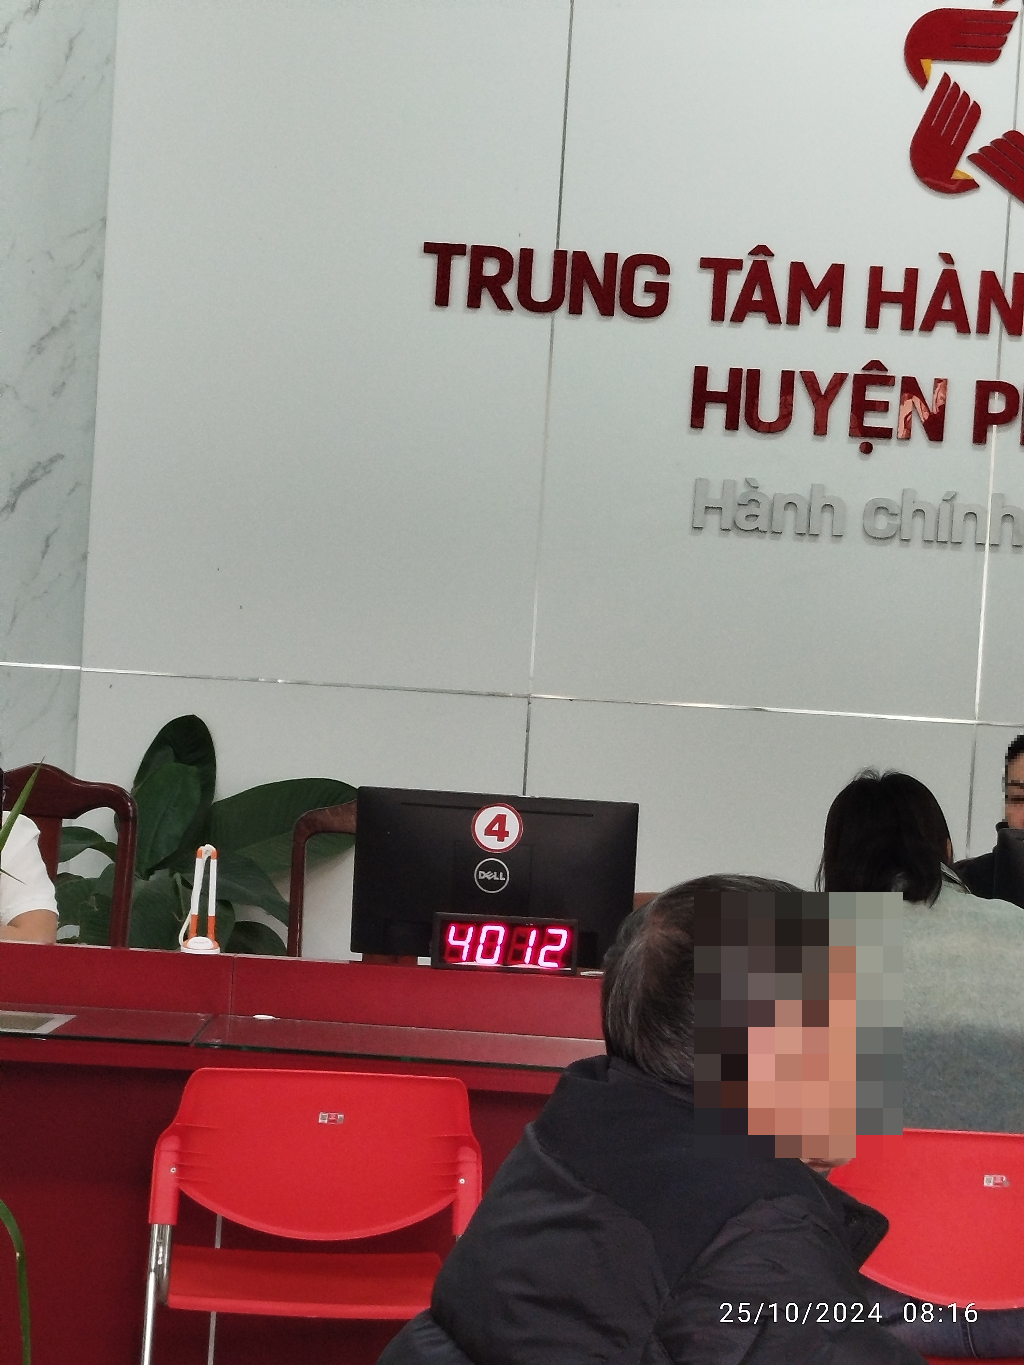 TRUNG TÂM HÀN
HUYỆN P
Hành chính
4
DELL
4012
25/10/2024 08:16